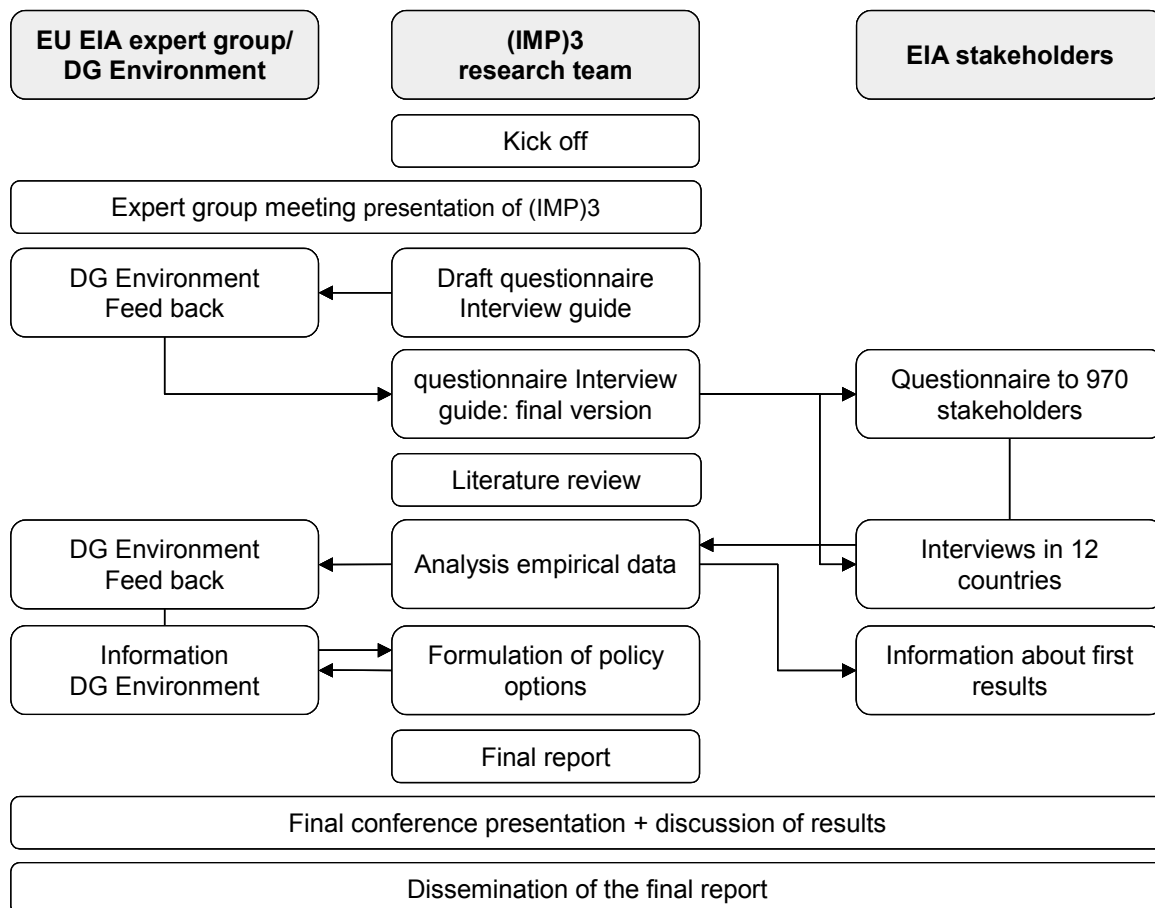 EU EIA expert group/
DG Environment
(IMP)3
research team
EIA stakeholders
Kick off
Expert group meeting presentation of (IMP)3
DG Environment
Feed back
Draft questionnaire
Interview guide
questionnaire Interview
guide: final version
Questionnaire to 970
stakeholders
Literature review
DG Environment
Feed back
Analysis empirical data
Interviews in 12
countries
Information
DG Environment
Formulation of policy
options
Information about first
results
Final report
Final conference presentation + discussion of results
Dissemination of the final report